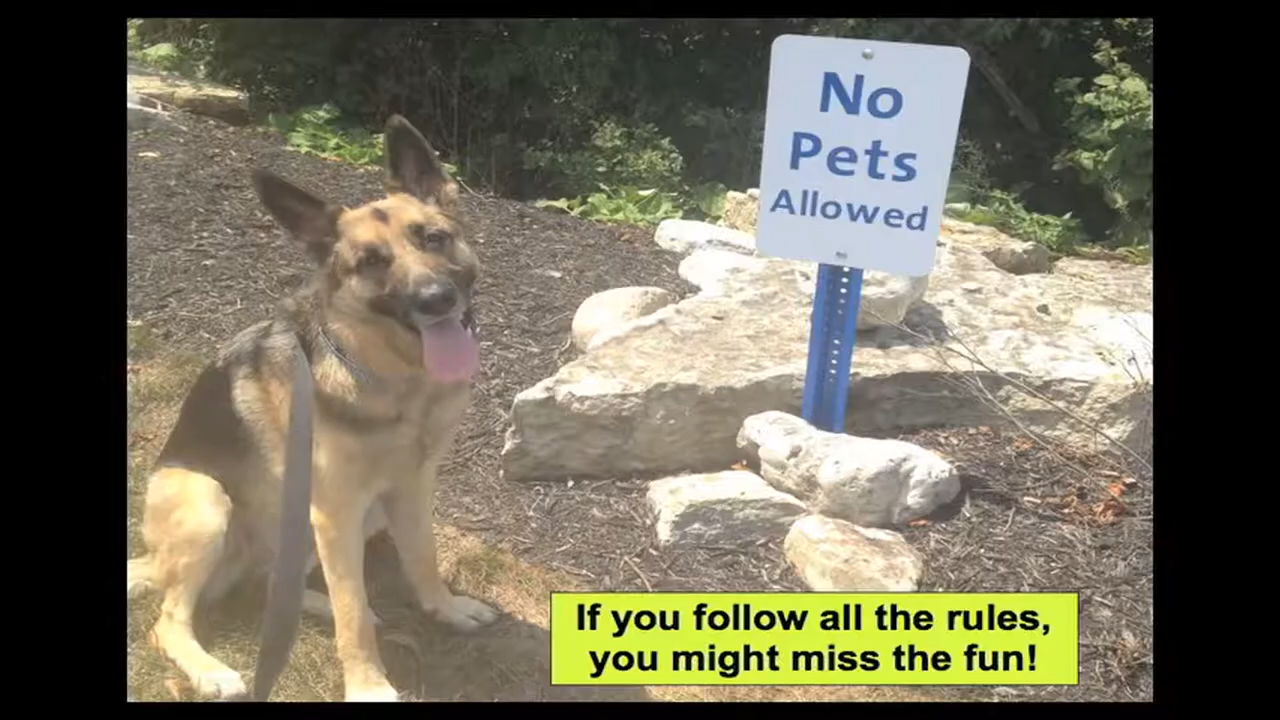 No
Pets
Allowed
If you follow all the rules,
you might miss the fun!